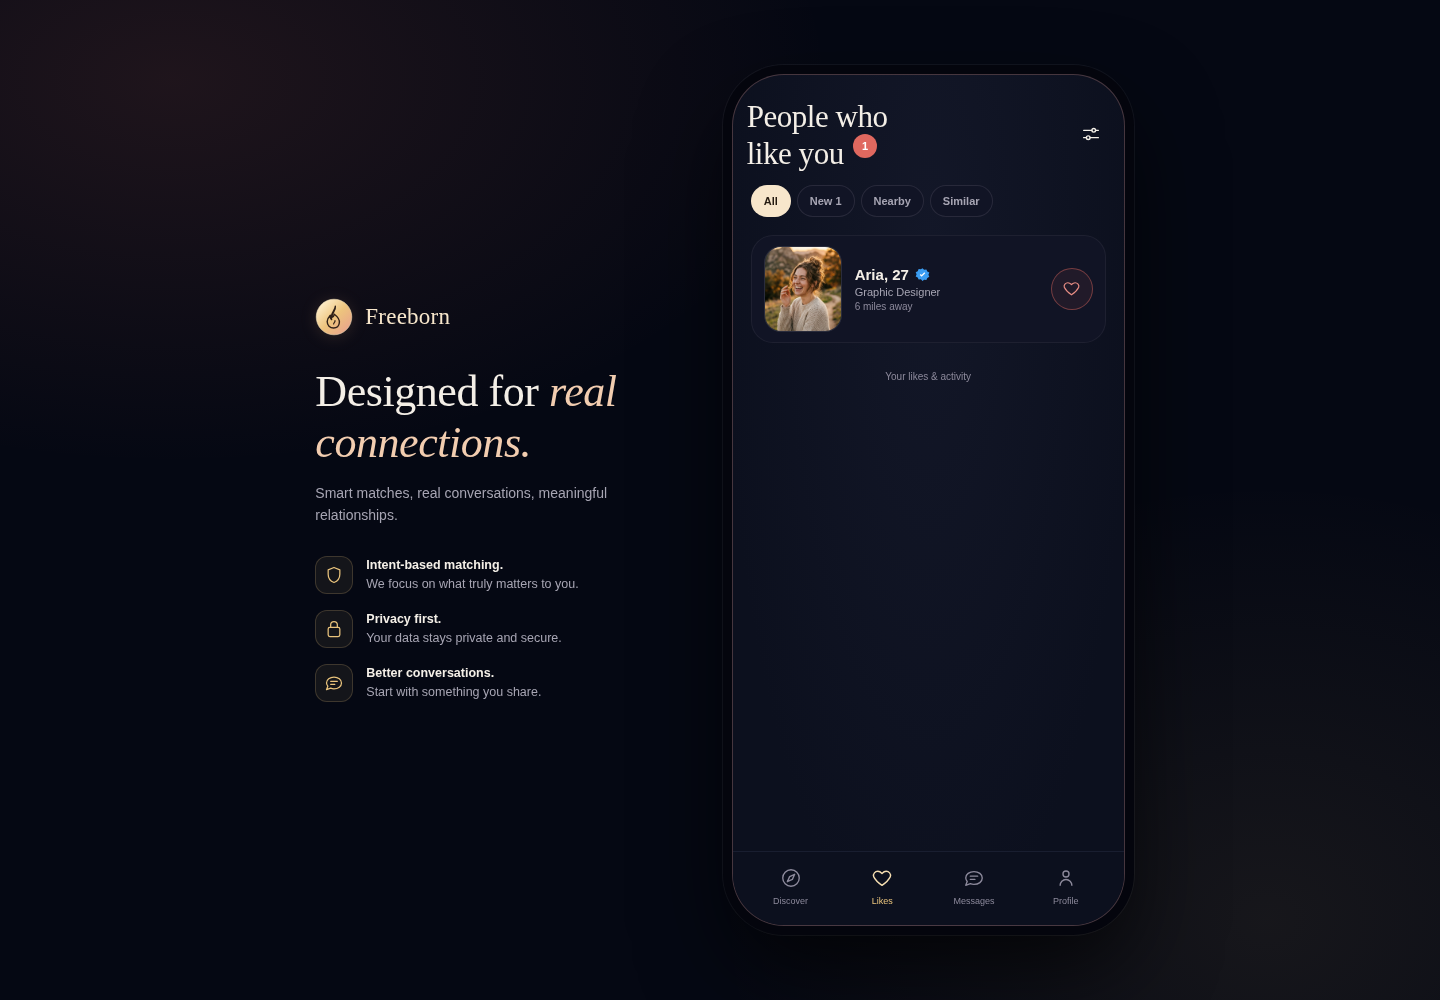 Freeborn
Designed for real
connections.
Smart matches, real conversations, meaningful
relationships.
Intent-based matching.
We focus on what truly matters to you.
Privacy first.
Your data stays private and secure.
Better conversations.
Start with something you share.
People who
like you 1
All New 1 Nearby Similar
Aria, 27
Graphic Designer
6 miles away
Your likes & activity
Discover Likes Messages Profile